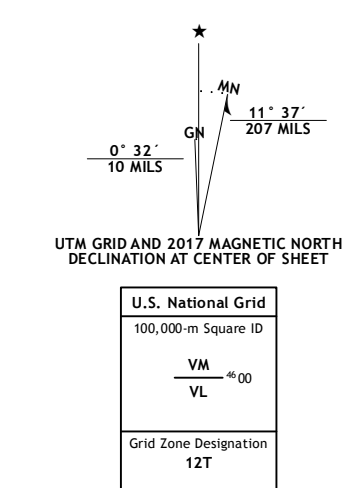 ★
MN
11° 37´
207 MILS
GN
0° 32´
10 MILS
UTM GRID AND 2017 MAGNETIC NORTH
DECLINATION AT CENTER OF SHEET
U.S. National Grid
100,000-m Square ID
VM
4600
VL
Grid Zone Designation
12T